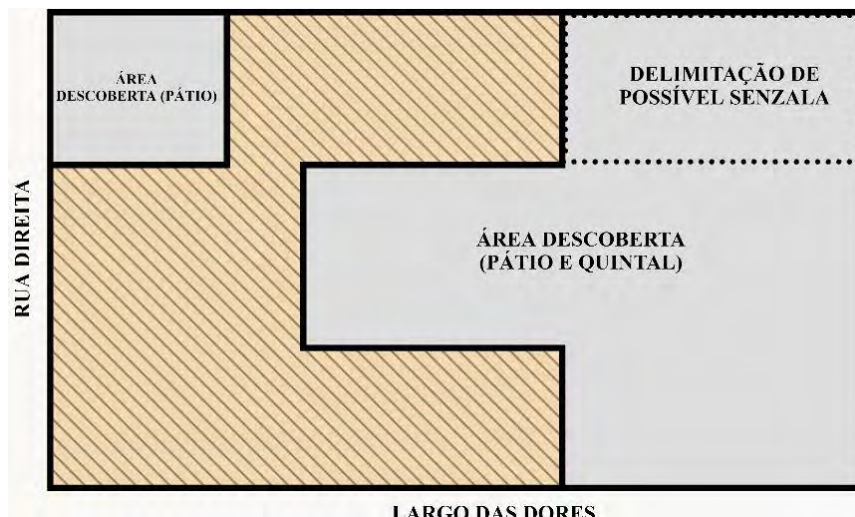 ÁREA
DESCOBERTA (PÁTIO)
DELIMITAÇÃO DE
POSSÍVEL SENZALA
ÁREA DESCOBERTA
(PÁTIO E QUINTAL)
RUA DIREITA
LARGO DAS DORES